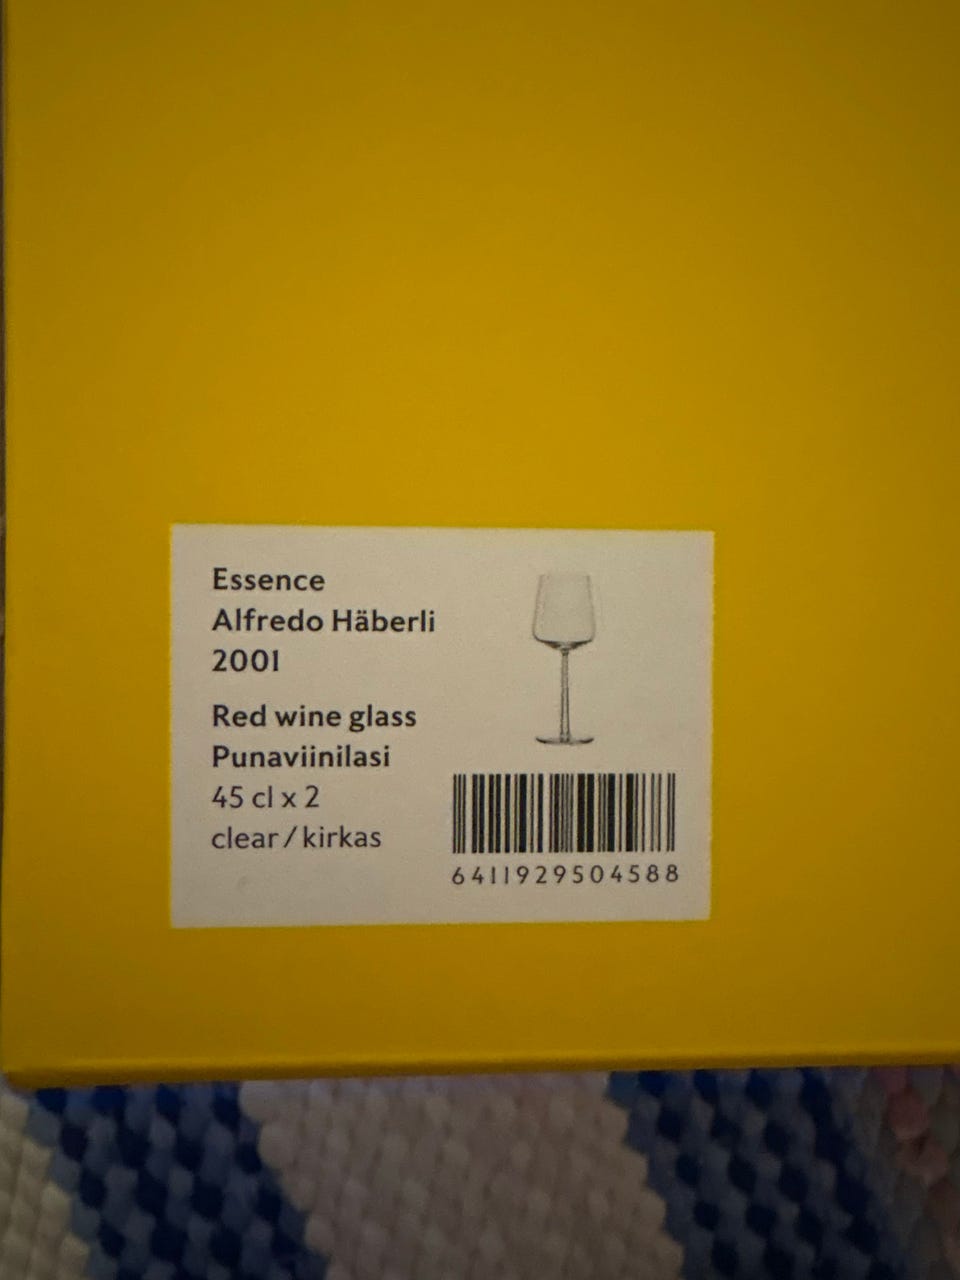 Essence
Alfredo Häberli
2001
Red wine glass
Punaviinilasi
45 cl x 2
clear / kirkas
6411929504588